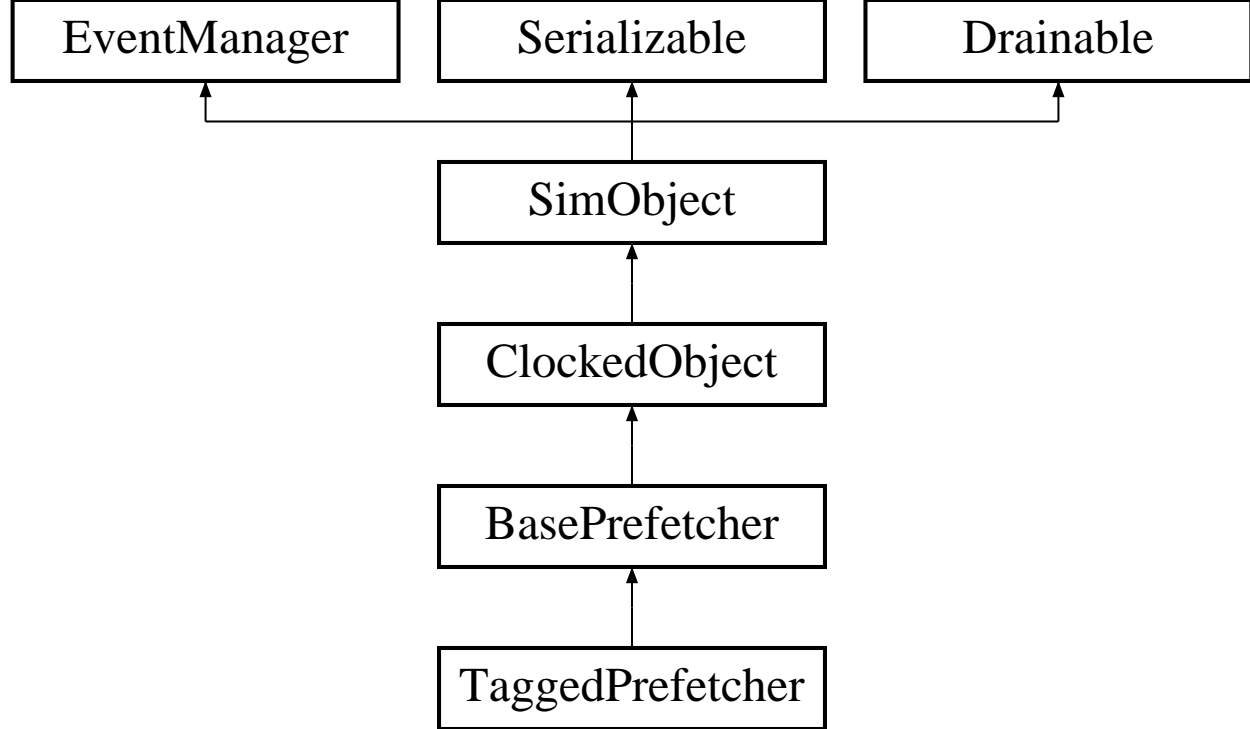 EventManager
Serializable
Drainable
SimObject
ClockedObject
BasePrefetcher
TaggedPrefetcher